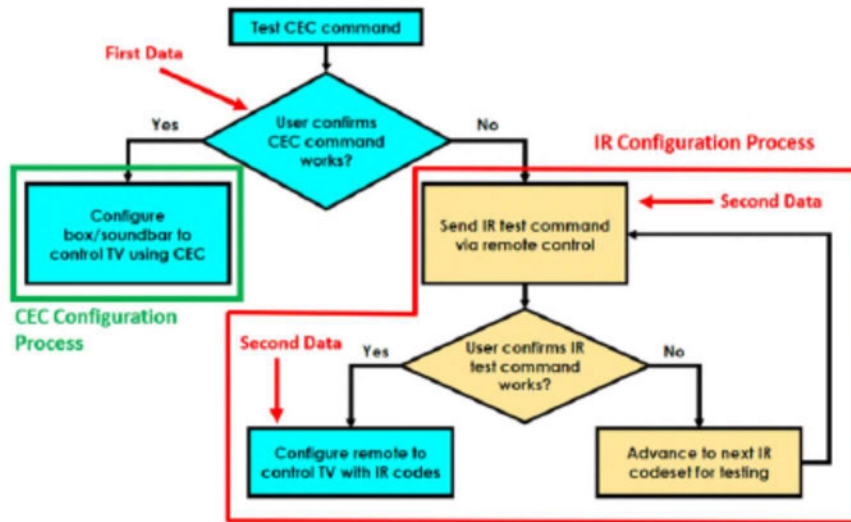 Test CEC command
First Data
Yes
User confirms
CEC command
works?
No
IR Configuration Process
Configure
box/soundbar to
control TV using CEC
Send IR test command
via remote control
Second Data
CEC Configuration
Process
Second Data
Yes
User confirms IR
test command
works?
No
Configure remote to
control TV with IR codes
Advance to next IR
codeset for testing